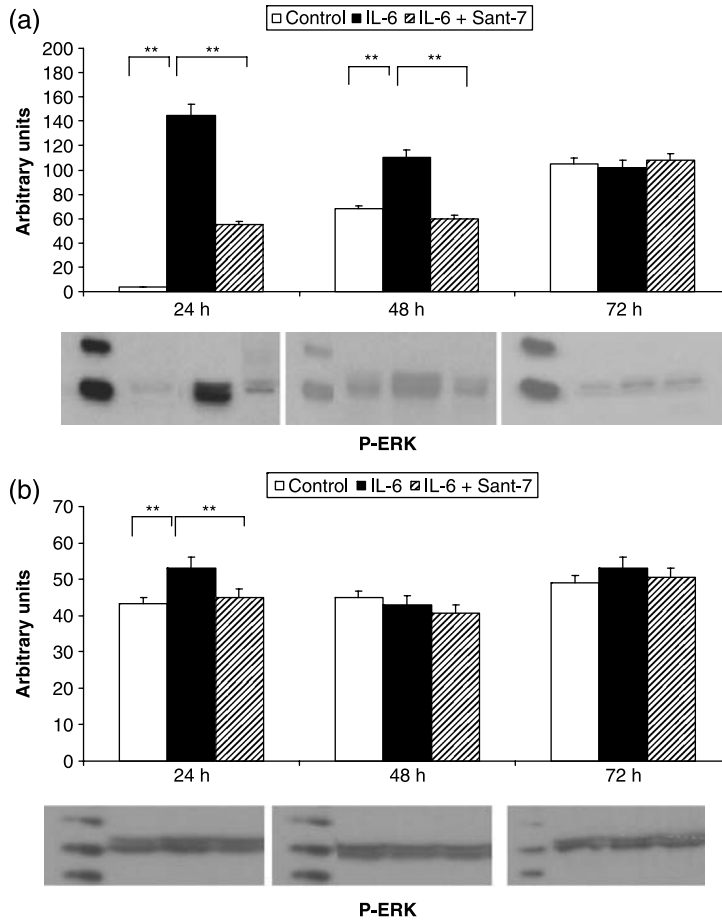 (a)
Control IL-6 IL-6 + Sant-7
Arbitrary units
200
180
160
140
120
100
80
60
40
20
0
** **
** **
24 h 48 h 72 h
P-ERK
(b)
Control IL-6 IL-6 + Sant-7
Arbitrary units
70
60
50
40
30
20
10
0
** **
24 h 48 h 72 h
P-ERK